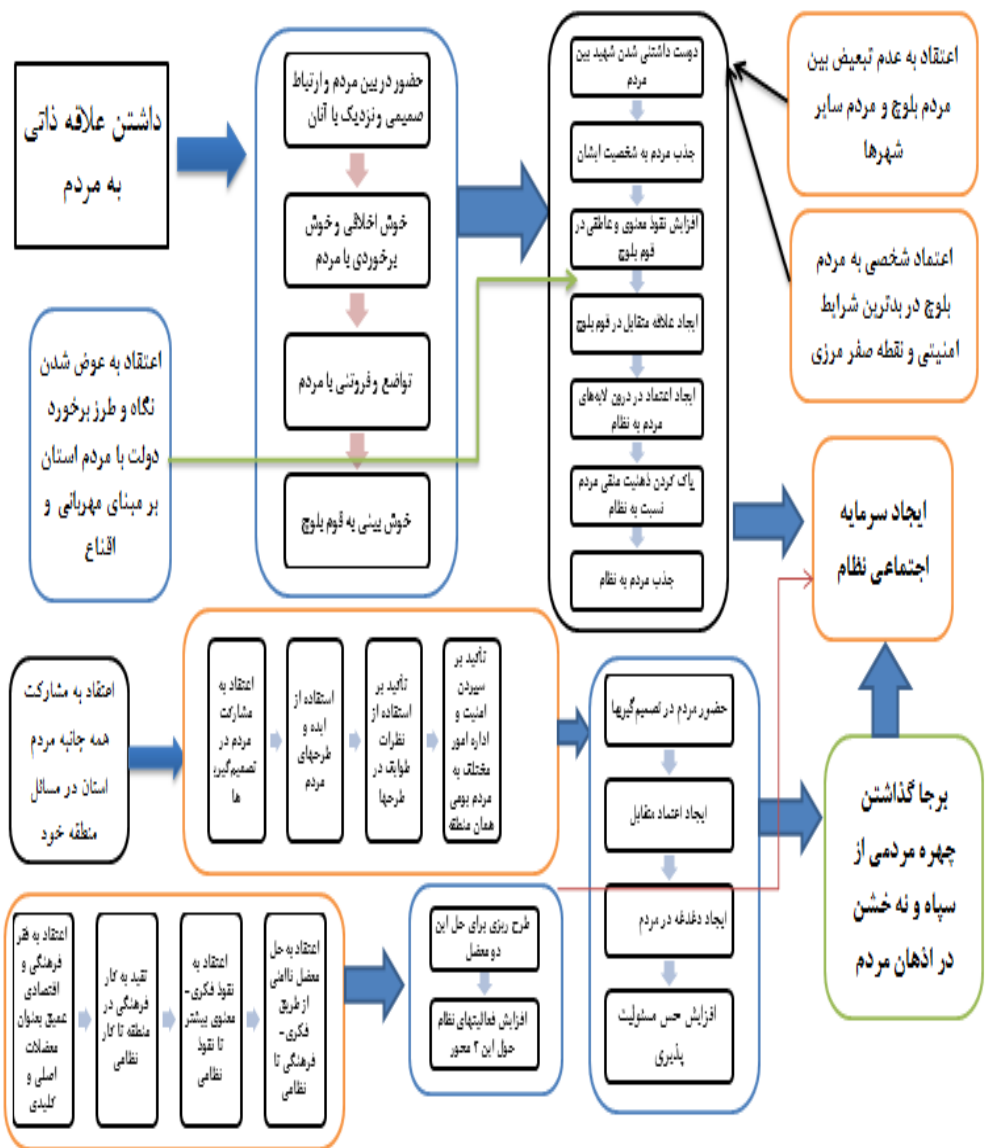 داشتن علاقه ذاتی
به مردم
حضور در بین مردم و ارتباط
صمیمی و نزدیک با آنان
خوش اخلاقی و خوش
برخوردی با مردم
تواضع و فروتنی با مردم
خوش بینی به قوم بلوچ
دوست داشتنی شدن شهید بین
مردم
جذب مردم به شخصیت ایشان
افزایش نفوذ معنوی و عاطفی در
قوم بلوچ
ایجاد علاقه متقابل در قوم بلوچ
ایجاد اعتماد در درون لایه‌های
مردم به نظام
پاک کردن ذهنیت منفی مردم
نسبت به نظام
جذب مردم به نظام
اعتقاد به عدم تبعیض بین
مردم بلوچ و مردم سایر
شهرها
اعتماد شخصی به مردم
بلوچ در بدترین شرایط
امنیتی و نقطه صفر مرزی
اعتقاد به عوض شدن
نگاه و طرز برخورد
دولت با مردم استان
بر مبنای مهربانی و
اقناع
ایجاد سرمایه
اجتماعی نظام
اعتقاد به مشارکت
همه جانبه مردم
استان در مسائل
منطقه خود
اعتقاد به
مشارکت
مردم در
تصمیم‌گیری
ها
استفاده از
ایده و
طرحهای
مردم
تأکید بر
استفاده از
نظرات
طوایف در
طرحها
تأکید بر
سپردن
امنیت و
اداره امور
مختلف به
مردم بومی
همان منطقه
حضور مردم در تصمیم‌گیریها
ایجاد اعتماد متقابل
ایجاد دغدغه در مردم
افزایش حس مسئولیت
پذیری
برجا گذاشتن
چهره مردمی از
سپاه و نه خشن
در اذهان مردم
اعتقاد به فقر
فرهنگی و
اقتصادی
عمیق بعنوان
معضلات
اصلی و
کلیدی
تقید به کار
فرهنگی در
منطقه تا کار
نظامی
اعتقاد به
نفوذ فکری-
معنوی بیشتر
تا نفوذ
نظامی
اعتقاد به حل
معضل ناامنی
از طریق
فکری-
فرهنگی تا
نظامی
طرح ریزی برای حل این
دو معضل
افزایش فعالیتهای نظام
حول این ۲ محور